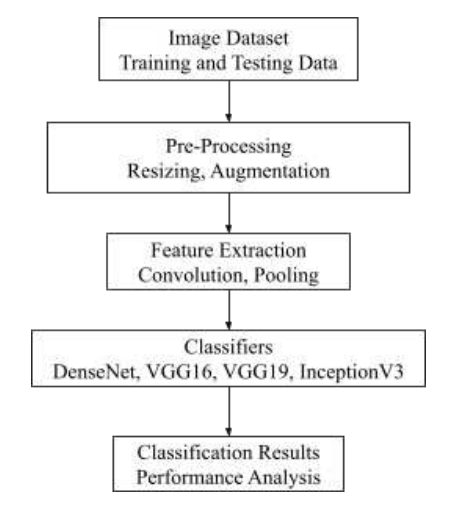 Image Dataset
Training and Testing Data
Pre-Processing
Resizing, Augmentation
Feature Extraction
Convolution, Pooling
Classifiers
DenseNet, VGG16, VGG19, InceptionV3
Classification Results
Performance Analysis